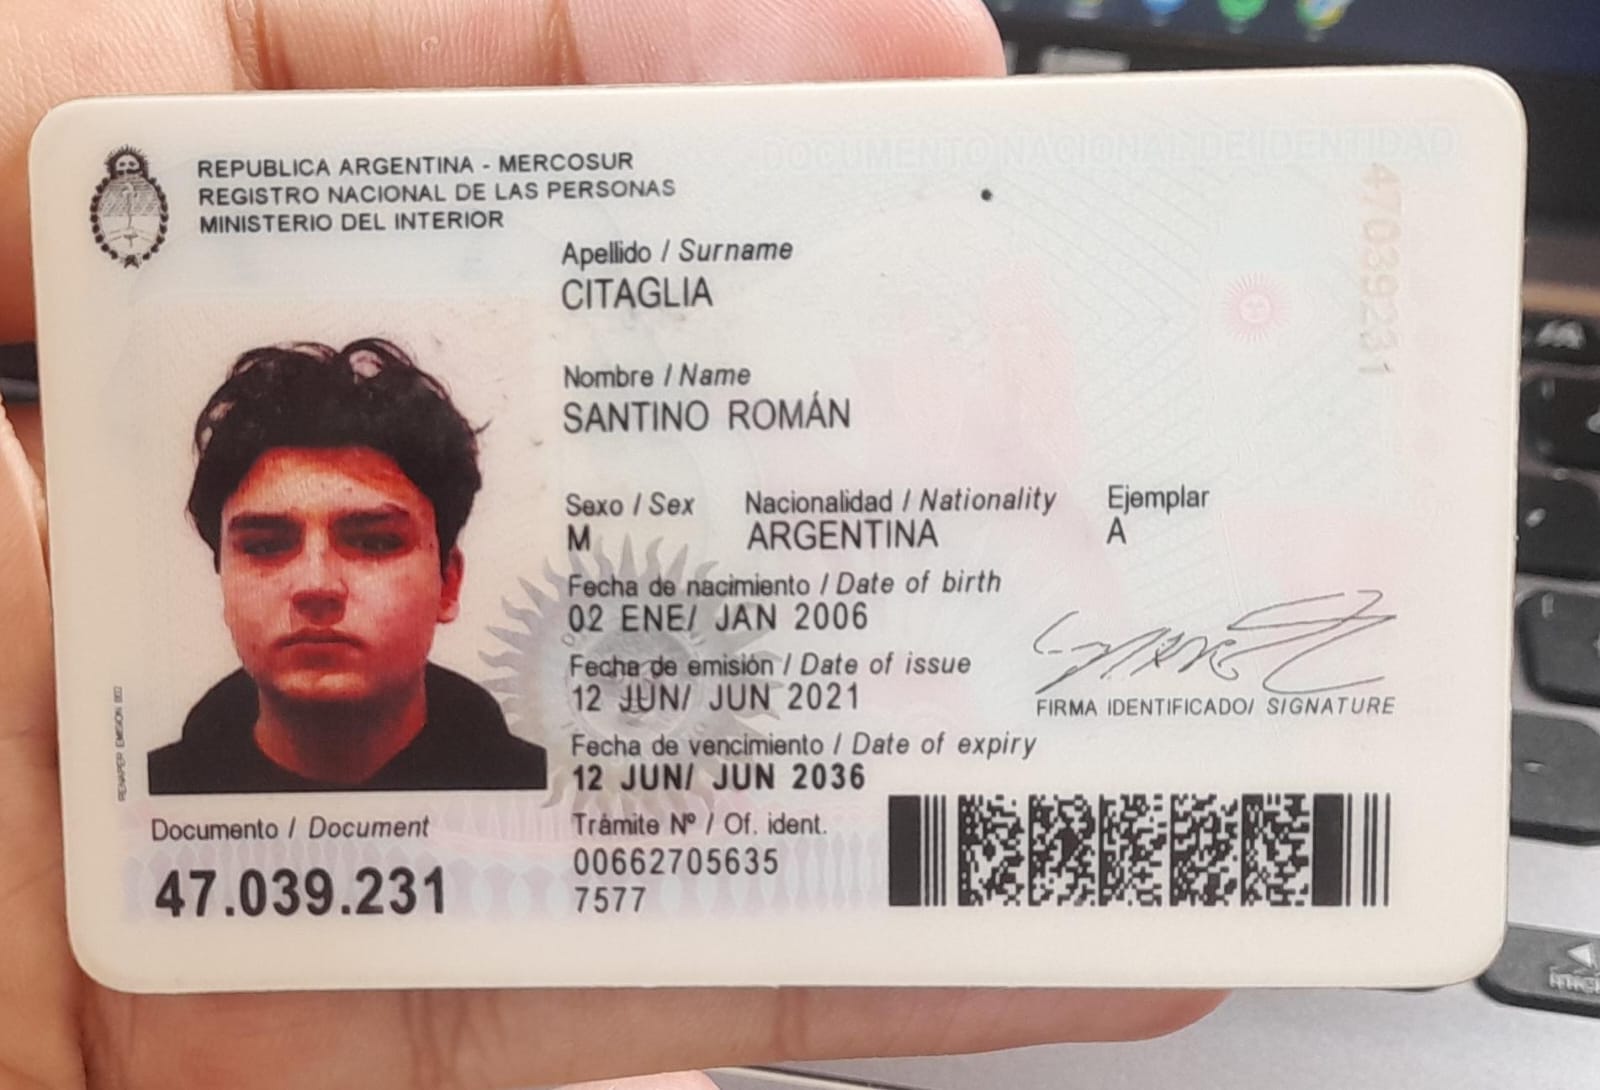 DOCUMENTO NACIONAL DE IDENTIDAD
REPUBLICA ARGENTINA - MERCOSUR
REGISTRO NACIONAL DE LAS PERSONAS
MINISTERIO DEL INTERIOR
47039231
Apellido / Surname
CITAGLIA
Nombre / Name
SANTINO ROMÁN
Sexo / Sex Nacionalidad / Nationality Ejemplar
M ARGENTINA A
Fecha de nacimiento / Date of birth
02 ENE/ JAN 2006
Fecha de emisión / Date of issue
12 JUN/ JUN 2021
FIRMA IDENTIFICADO/ SIGNATURE
Fecha de vencimiento / Date of expiry
12 JUN/ JUN 2036
Documento / Document
47.039.231
Trámite Nº / Of. ident.
00662705635
7577